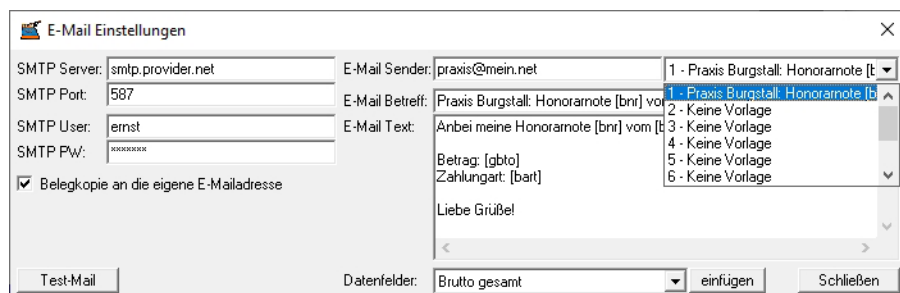 E-Mail Einstellungen
SMTP Server: smtp.provider.net
E-Mail Sender: praxis@mein.net
1 - Praxis Burgstall: Honorarnote [b
SMTP Port: 587
E-Mail Betreff: Praxis Burgstall: Honorarnote [bnr] vo
1 - Praxis Burgstall: Honorarnote [b
2 - Keine Vorlage
3 - Keine Vorlage
4 - Keine Vorlage
5 - Keine Vorlage
6 - Keine Vorlage
SMTP User: ernst
SMTP PW: *******
E-Mail Text: Anbei meine Honorarnote [bnr] vom [b
Betrag: [gbto]
Zahlungart: [bart]
Liebe Grüße!
Belegkopie an die eigene E-Mailadresse
Test-Mail
Datenfelder: Brutto gesamt
einfügen
Schließen